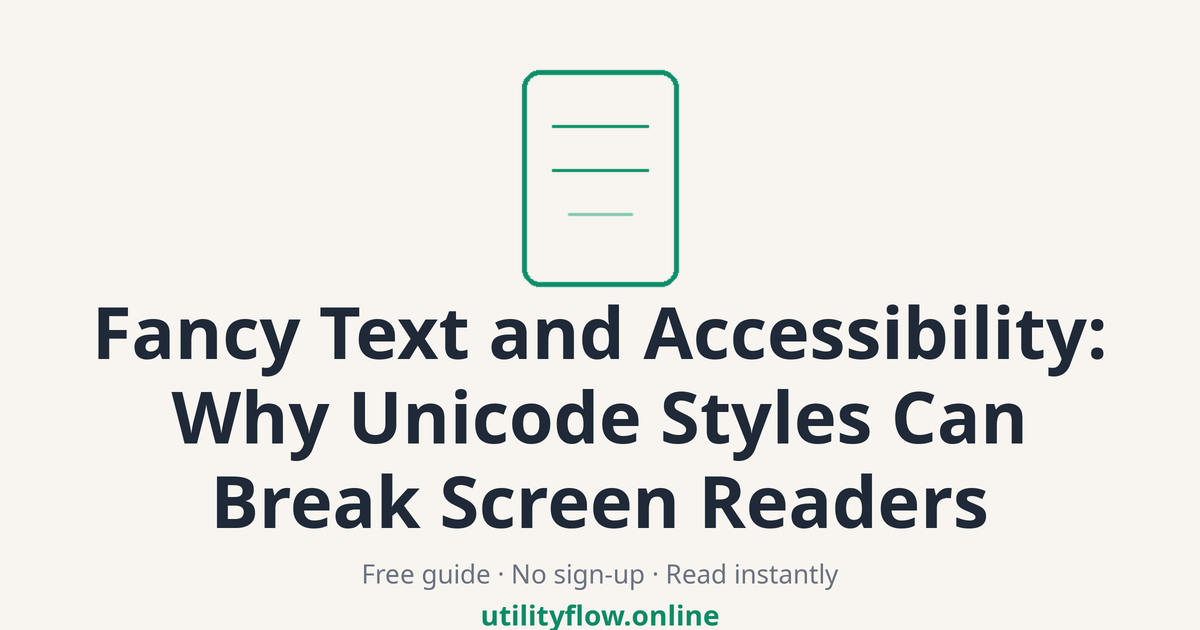 Fancy Text and Accessibility:
Why Unicode Styles Can
Break Screen Readers
Free guide · No sign-up · Read instantly
utilityflow.online